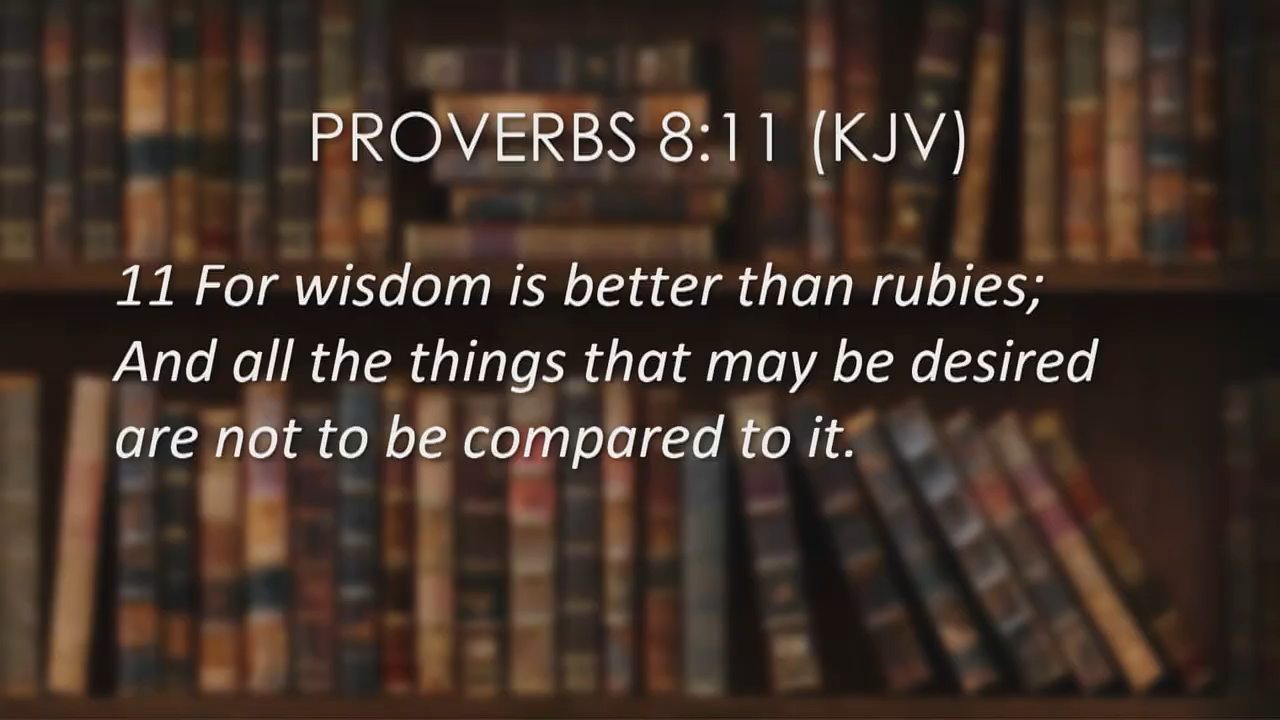 PROVERBS 8:11 (KJV)
11 For wisdom is better than rubies;
And all the things that may be desired
are not to be compared to it.